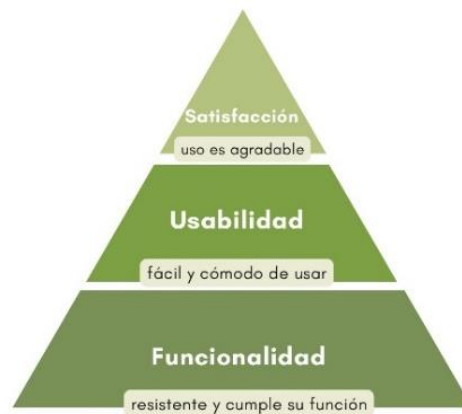 Satisfacción
uso es agradable
Usabilidad
fácil y cómodo de usar
Funcionalidad
resistente y cumple su función